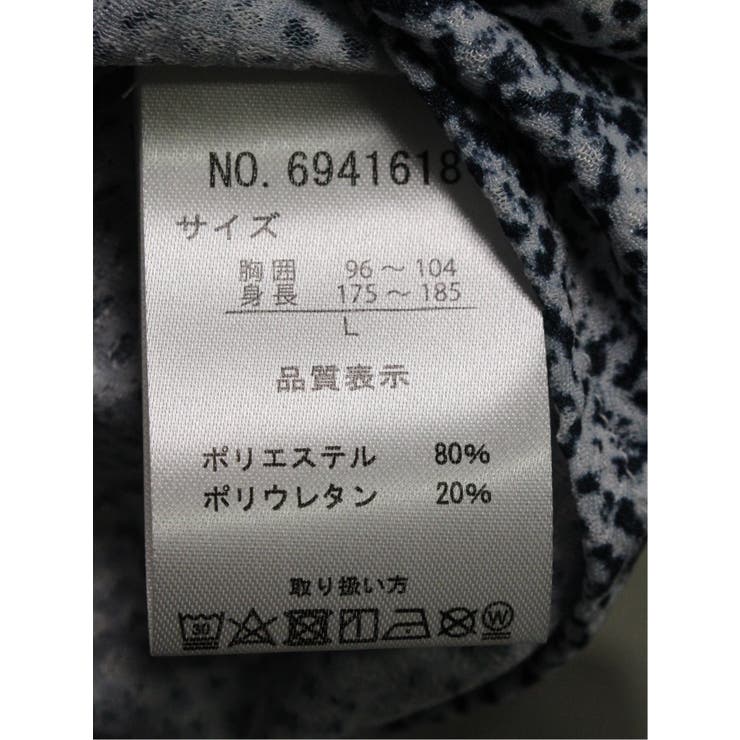 NO. 6941618
サイズ
胸囲 96～104
身長 175～185
L
品質表示
ポリエステル 80%
ポリウレタン 20%
取り扱い方
30 W